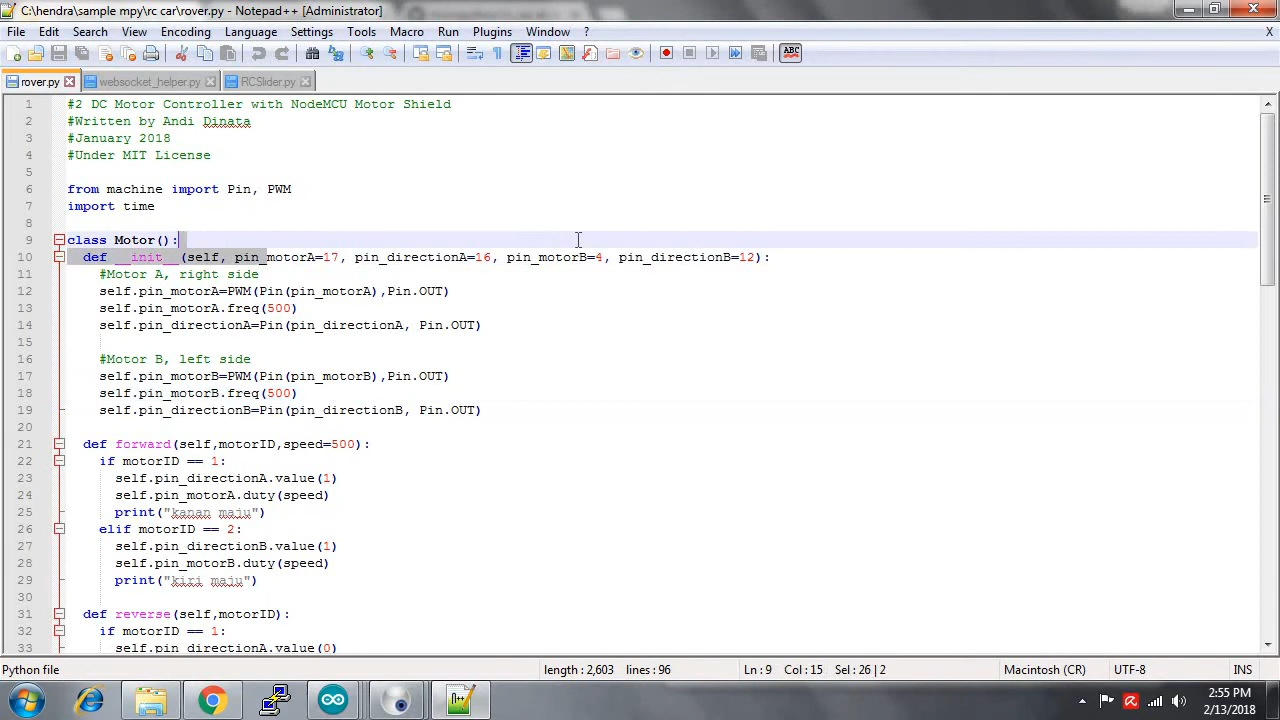 C:\hendra\sample mpy\rc car\rover.py - Notepad++ [Administrator]
File Edit Search View Encoding Language Settings Tools Macro Run Plugins Window ? X
ABC
rover.py websocket_helper.py RCSlider.py
1 #2 DC Motor Controller with NodeMCU Motor Shield
2 #Written by Andi Dinata
3 #January 2018
4 #Under MIT License
5
6 from machine import Pin, PWM
7 import time
8
9 class Motor():
10 def __init__(self, pin_motorA=17, pin_directionA=16, pin_motorB=4, pin_directionB=12):
11 #Motor A, right side
12 self.pin_motorA=PWM(Pin(pin_motorA),Pin.OUT)
13 self.pin_motorA.freq(500)
14 self.pin_directionA=Pin(pin_directionA, Pin.OUT)
15
16 #Motor B, left side
17 self.pin_motorB=PWM(Pin(pin_motorB),Pin.OUT)
18 self.pin_motorB.freq(500)
19 self.pin_directionB=Pin(pin_directionB, Pin.OUT)
20
21 def forward(self,motorID,speed=500):
22 if motorID == 1:
23 self.pin_directionA.value(1)
24 self.pin_motorA.duty(speed)
25 print("kanan maju")
26 elif motorID == 2:
27 self.pin_directionB.value(1)
28 self.pin_motorB.duty(speed)
29 print("kiri maju")
30
31 def reverse(self,motorID):
32 if motorID == 1:
33 self.pin_directionA.value(0)
Python file length : 2,603 lines : 96 Ln : 9 Col : 15 Sel : 26 | 2 Macintosh (CR) UTF-8 INS
2:55 PM
2/13/2018